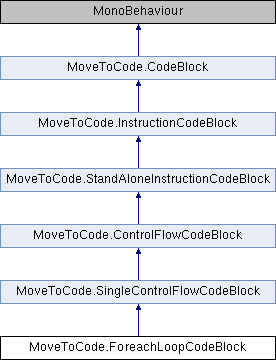 MonoBehaviour
MoveToCode.CodeBlock
MoveToCode.InstructionCodeBlock
MoveToCode.StandAloneInstructionCodeBlock
MoveToCode.ControlFlowCodeBlock
MoveToCode.SingleControlFlowCodeBlock
MoveToCode.ForeachLoopCodeBlock